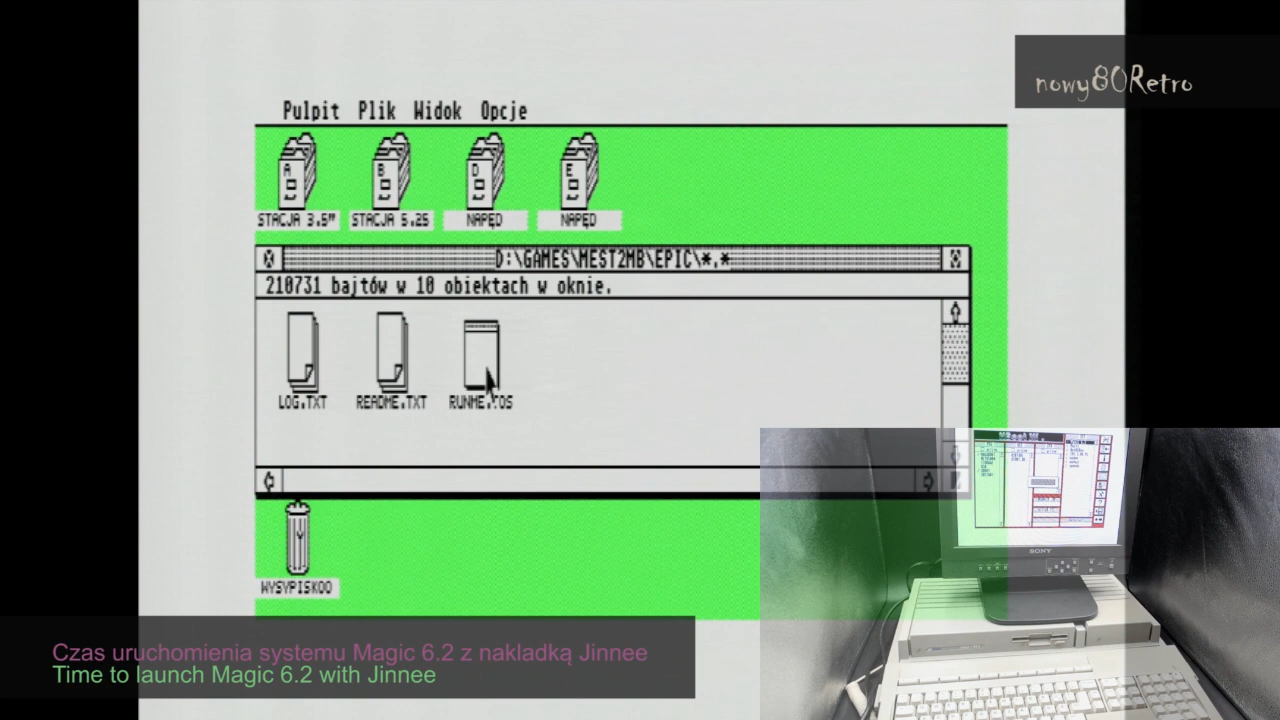 nowy80Retro
Pulpit Plik Widok Opcje
A B D E
STACJA 3.5" STACJA 5.25 NAPĘD NAPĘD
D:\GAMES\MEST2MB\EPIC\*.*
210731 bajtów w 10 obiektach w oknie.
LOG.TXT README.TXT RUNME.TOS
SONY
WYSYPISKOO
Czas uruchomienia systemu Magic 6.2 z nakladką Jinnee
Time to launch Magic 6.2 with Jinnee